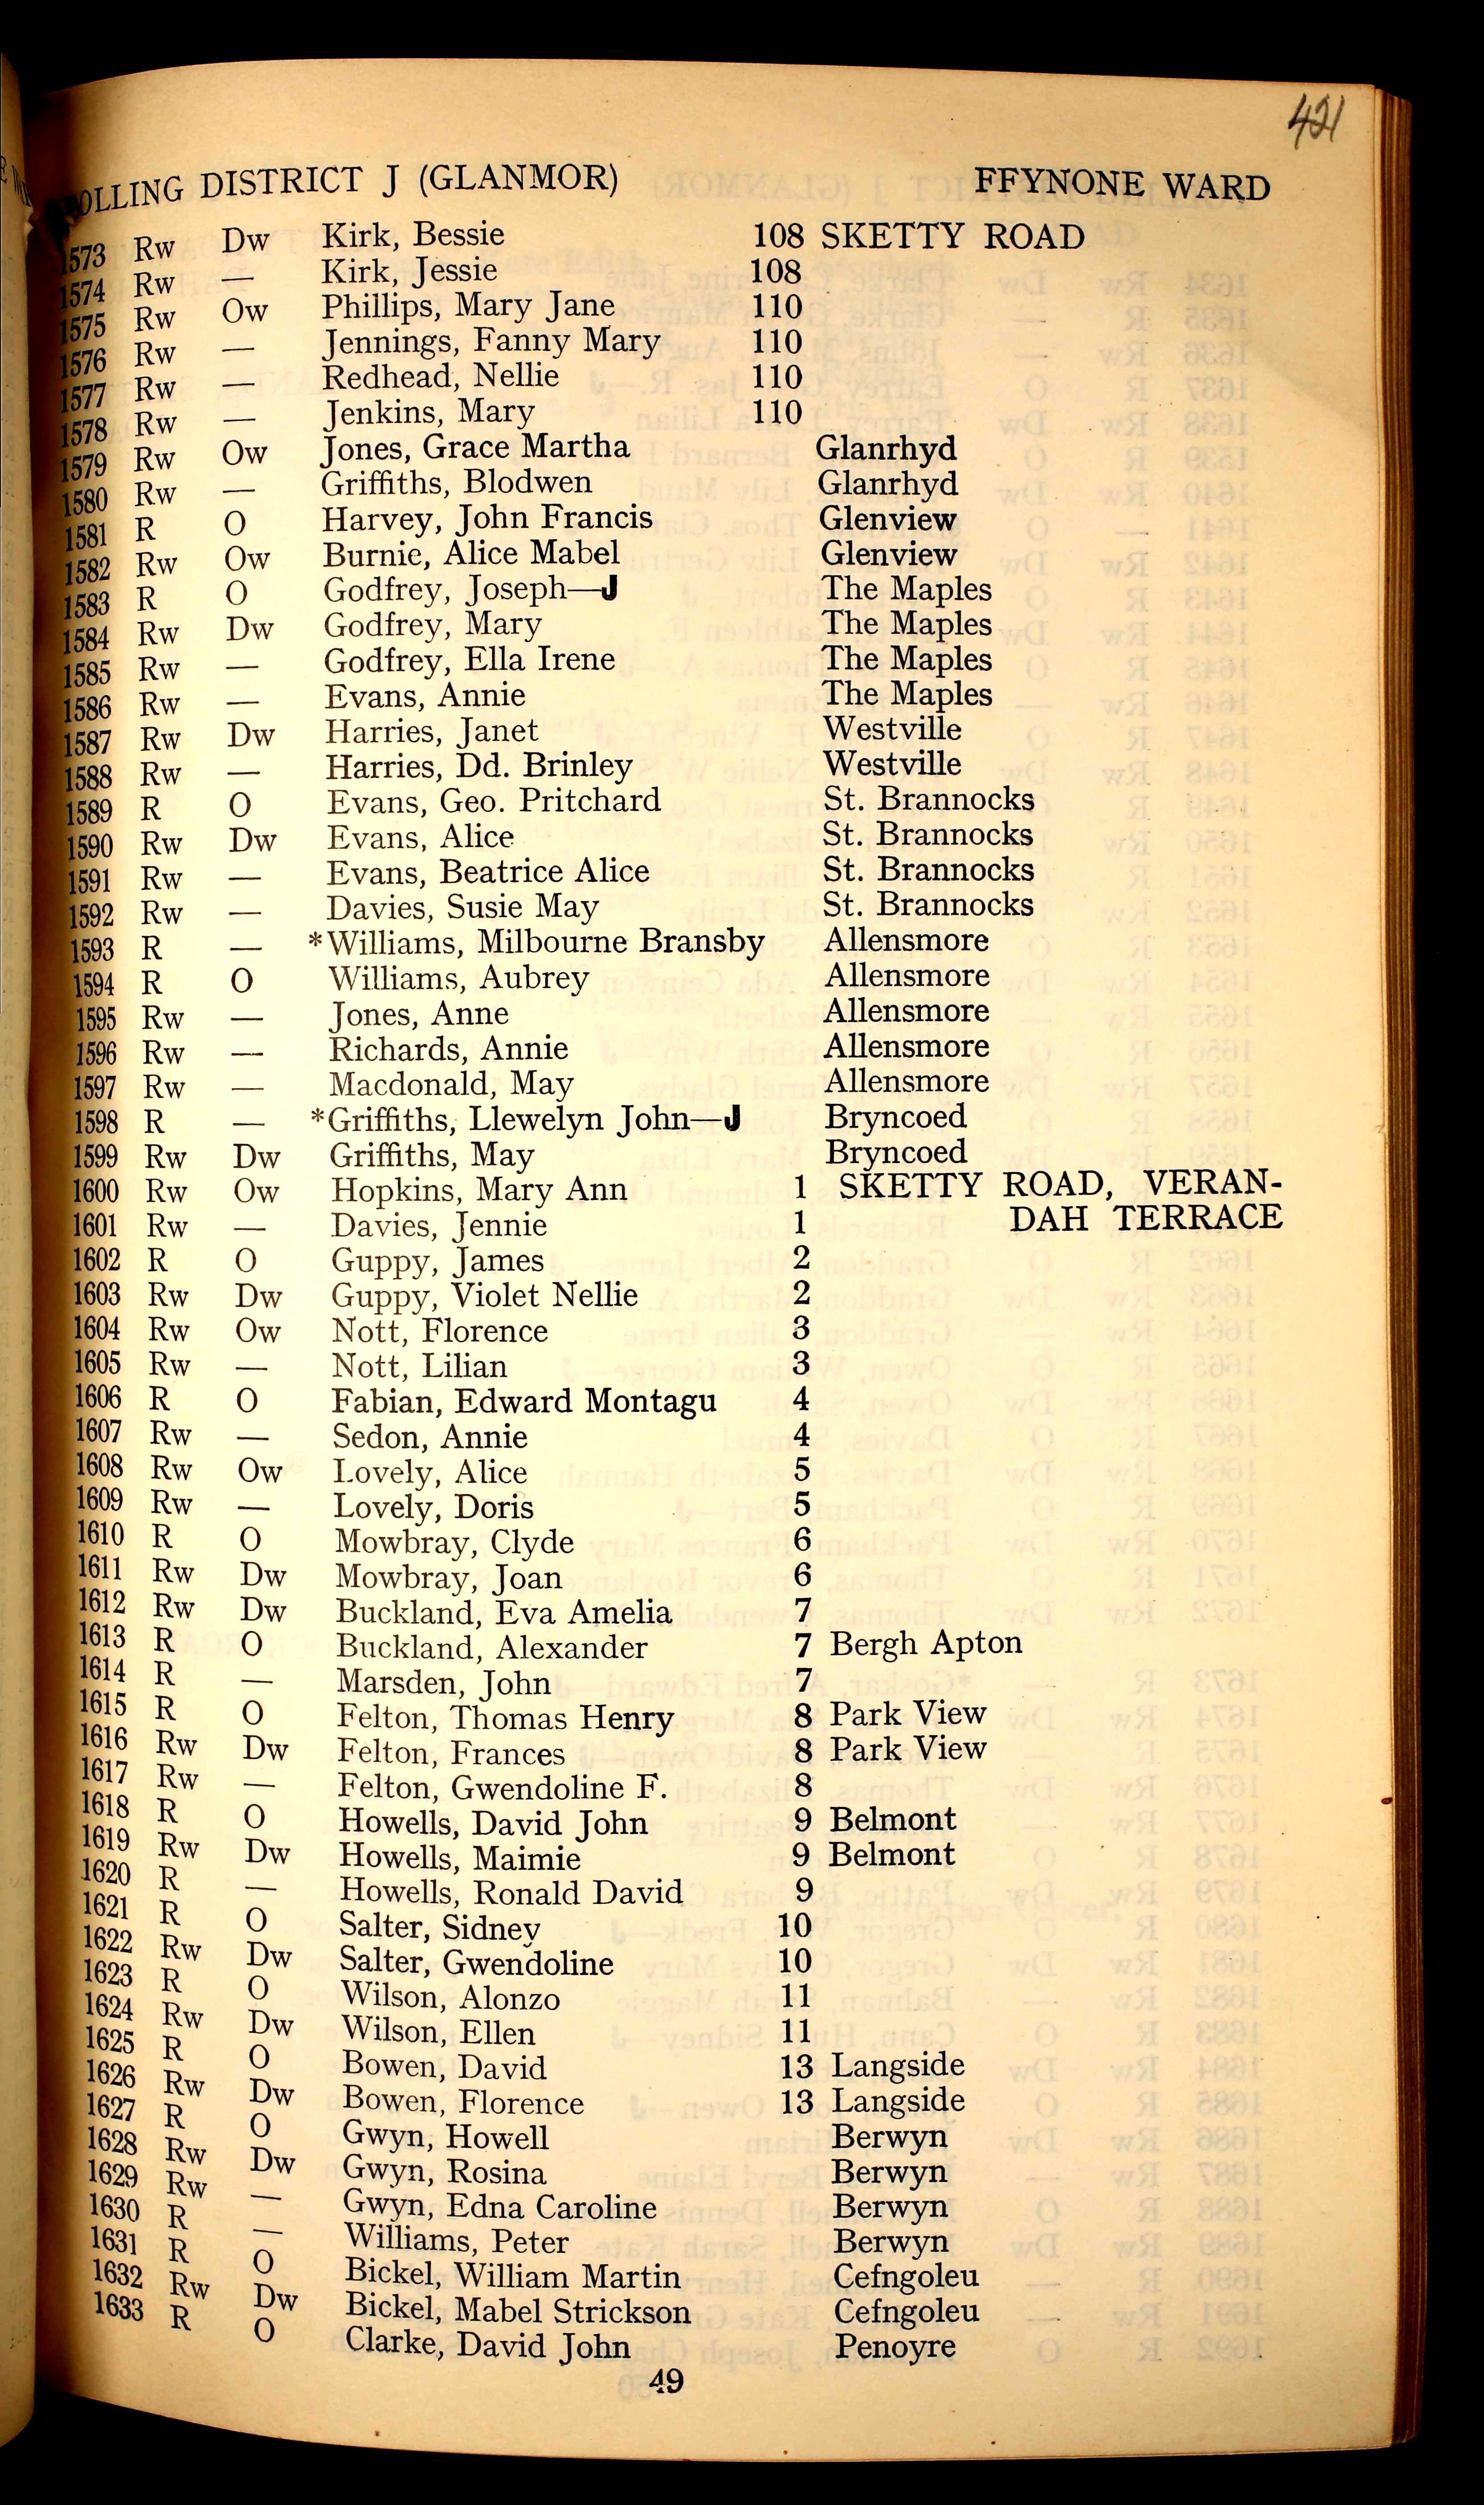 421
POLLING DISTRICT J (GLANMOR) FFYNONE WARD
1573 Rw Dw Kirk, Bessie 108 SKETTY ROAD
1574 Rw — Kirk, Jessie 108
1575 Rw Ow Phillips, Mary Jane 110
1576 Rw — Jennings, Fanny Mary 110
1577 Rw — Redhead, Nellie 110
1578 Rw — Jenkins, Mary 110
1579 Rw Ow Jones, Grace Martha Glanrhyd
1580 Rw — Griffiths, Blodwen Glanrhyd
1581 R O Harvey, John Francis Glenview
1582 Rw Ow Burnie, Alice Mabel Glenview
1583 R O Godfrey, Joseph—J The Maples
1584 Rw Dw Godfrey, Mary The Maples
1585 Rw — Godfrey, Ella Irene The Maples
1586 Rw — Evans, Annie The Maples
1587 Rw Dw Harries, Janet Westville
1588 Rw — Harries, Dd. Brinley Westville
1589 R O Evans, Geo. Pritchard St. Brannocks
1590 Rw Dw Evans, Alice St. Brannocks
1591 Rw — Evans, Beatrice Alice St. Brannocks
1592 Rw — Davies, Susie May St. Brannocks
1593 R — *Williams, Milbourne Bransby Allensmore
1594 R O Williams, Aubrey Allensmore
1595 Rw — Jones, Anne Allensmore
1596 Rw — Richards, Annie Allensmore
1597 Rw — Macdonald, May Allensmore
1598 R — *Griffiths, Llewelyn John—J Bryncoed
1599 Rw Dw Griffiths, May Bryncoed
1600 Rw Ow Hopkins, Mary Ann 1 SKETTY ROAD, VERAN-
1601 Rw — Davies, Jennie 1 DAH TERRACE
1602 R O Guppy, James 2
1603 Rw Dw Guppy, Violet Nellie 2
1604 Rw Ow Nott, Florence 3
1605 Rw — Nott, Lilian 3
1606 R O Fabian, Edward Montagu 4
1607 Rw — Sedon, Annie 4
1608 Rw Ow Lovely, Alice 5
1609 Rw — Lovely, Doris 5
1610 R O Mowbray, Clyde 6
1611 Rw Dw Mowbray, Joan 6
1612 Rw Dw Buckland, Eva Amelia 7
1613 R O Buckland, Alexander 7 Bergh Apton
1614 R — Marsden, John 7
1615 R O Felton, Thomas Henry 8 Park View
1616 Rw Dw Felton, Frances 8 Park View
1617 Rw — Felton, Gwendoline F. 8
1618 R O Howells, David John 9 Belmont
1619 Rw Dw Howells, Maimie 9 Belmont
1620 R — Howells, Ronald David 9
1621 R O Salter, Sidney 10
1622 Rw Dw Salter, Gwendoline 10
1623 R O Wilson, Alonzo 11
1624 Rw Dw Wilson, Ellen 11
1625 R O Bowen, David 13 Langside
1626 Rw Dw Bowen, Florence 13 Langside
1627 R O Gwyn, Howell Berwyn
1628 Rw Dw Gwyn, Rosina Berwyn
1629 Rw — Gwyn, Edna Caroline Berwyn
1630 R — Williams, Peter Berwyn
1631 R O Bickel, William Martin Cefngoleu
1632 Rw Dw Bickel, Mabel Strickson Cefngoleu
1633 R O Clarke, David John Penoyre
49